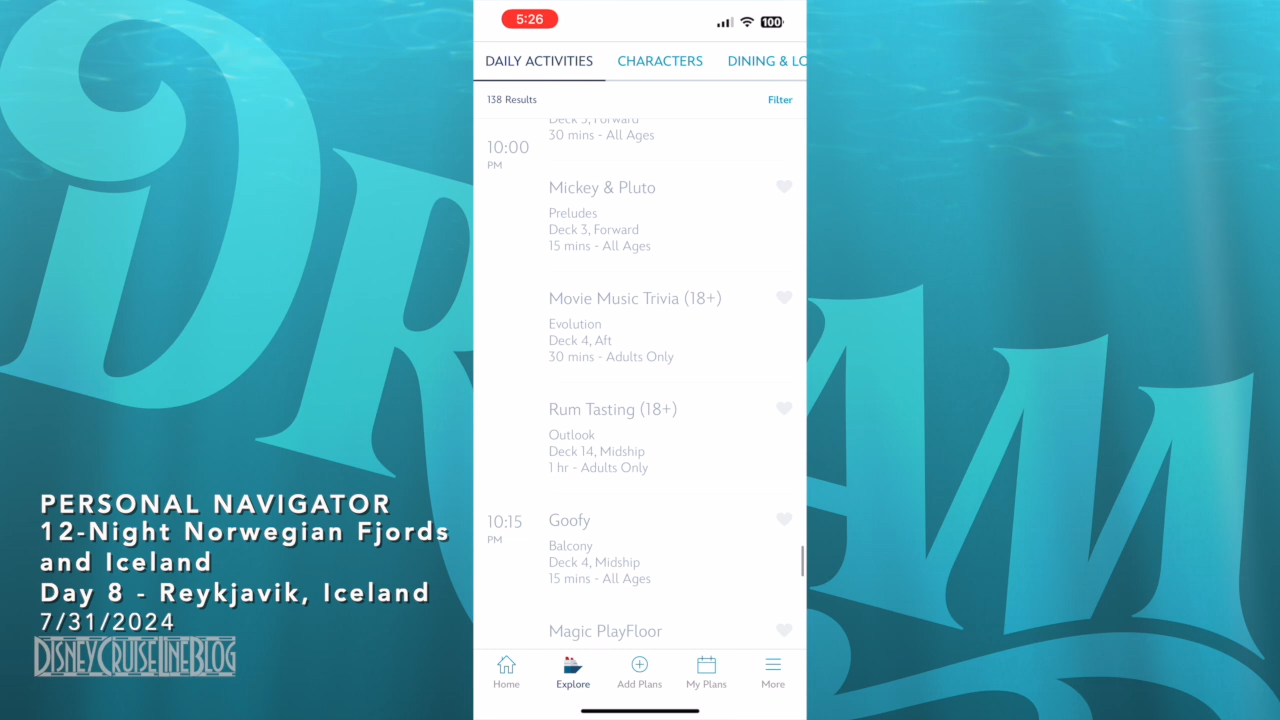 DREAM
5:26
100
DAILY ACTIVITIES CHARACTERS DINING & LO
138 Results Filter
Deck 3, Forward
30 mins - All Ages
10:00
PM
Mickey & Pluto
Preludes
Deck 3, Forward
15 mins - All Ages
Movie Music Trivia (18+)
Evolution
Deck 4, Aft
30 mins - Adults Only
Rum Tasting (18+)
Outlook
Deck 14, Midship
1 hr - Adults Only
10:15
PM
Goofy
Balcony
Deck 4, Midship
15 mins - All Ages
Magic PlayFloor
Home Explore Add Plans My Plans More
PERSONAL NAVIGATOR
12-Night Norwegian Fjords
and Iceland
Day 8 - Reykjavik, Iceland
7/31/2024
DISNEYCRUISELINEBLOG